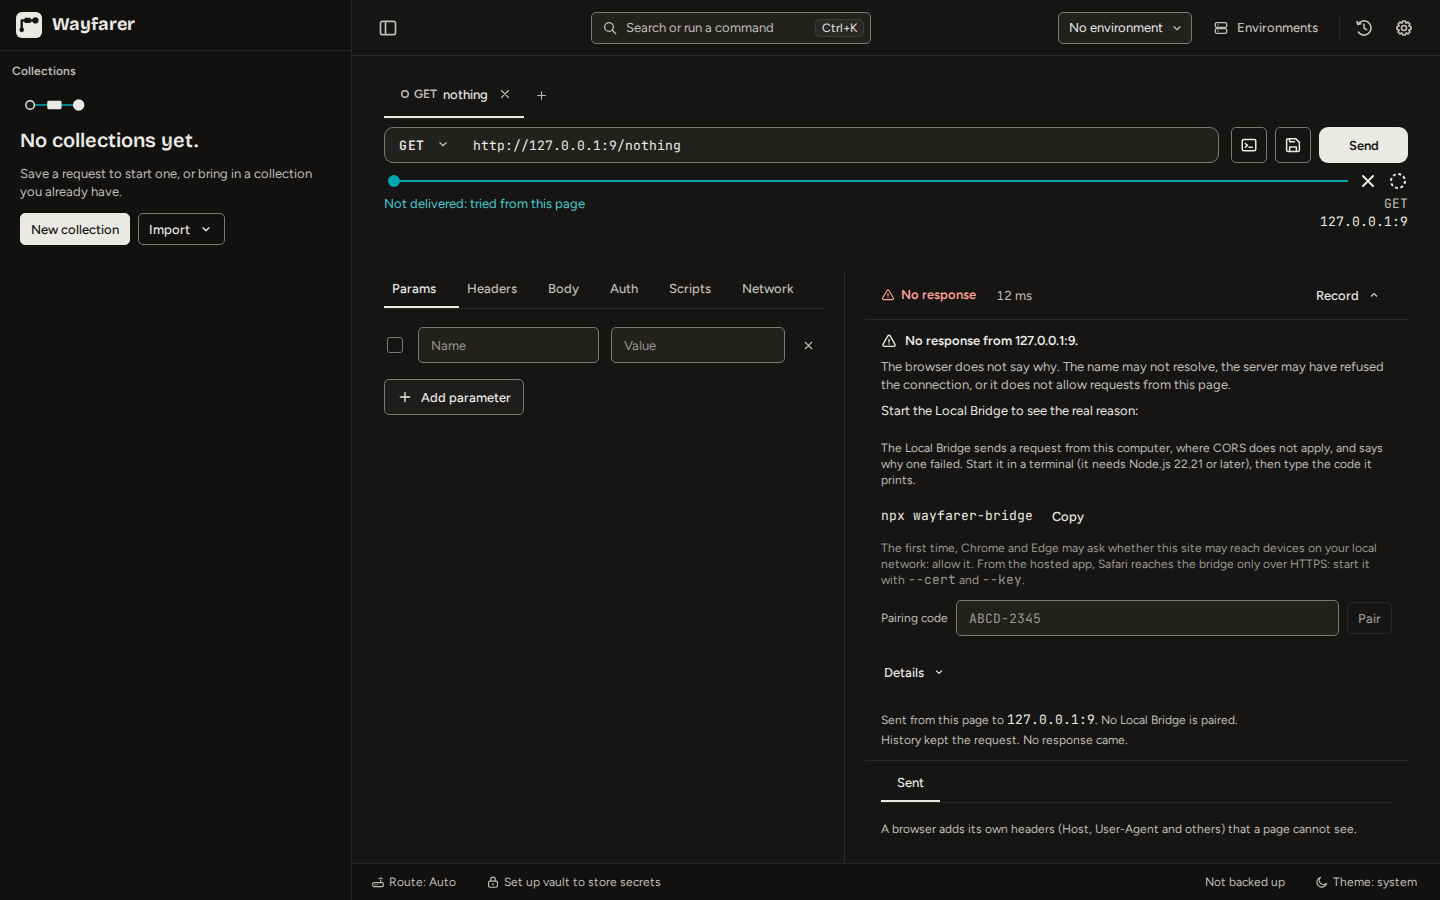 Wayfarer
Search or run a command
Ctrl+K
No environment
Environments
Collections
No collections yet.
Save a request to start one, or bring in a collection
you already have.
New collection
Import
GET nothing
GET
http://127.0.0.1:9/nothing
Send
Not delivered: tried from this page
GET
127.0.0.1:9
Params
Headers
Body
Auth
Scripts
Network
Name
Value
Add parameter
No response
12 ms
Record
No response from 127.0.0.1:9.
The browser does not say why. The name may not resolve, the server may have refused
the connection, or it does not allow requests from this page.
Start the Local Bridge to see the real reason:
The Local Bridge sends a request from this computer, where CORS does not apply, and says
why one failed. Start it in a terminal (it needs Node.js 22.21 or later), then type the code it
prints.
npx wayfarer-bridge
Copy
The first time, Chrome and Edge may ask whether this site may reach devices on your local
network: allow it. From the hosted app, Safari reaches the bridge only over HTTPS: start it
with --cert and --key.
Pairing code
ABCD-2345
Pair
Details
Sent from this page to 127.0.0.1:9. No Local Bridge is paired.
History kept the request. No response came.
Sent
A browser adds its own headers (Host, User-Agent and others) that a page cannot see.
Route: Auto
Set up vault to store secrets
Not backed up
Theme: system